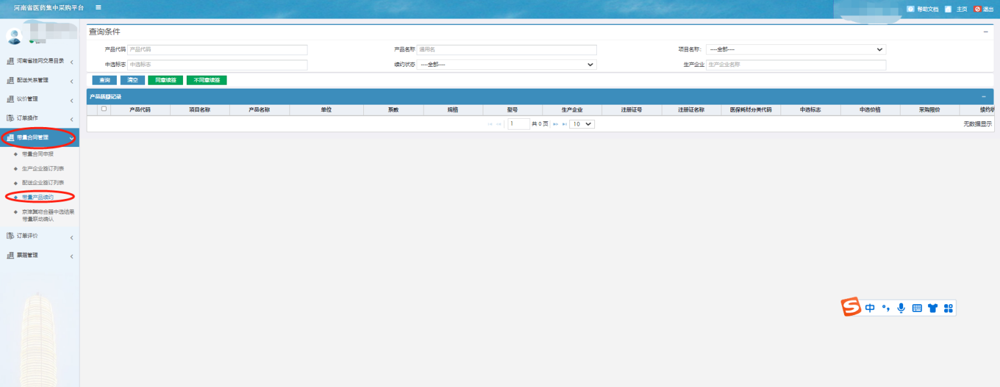 河南省医药集中采购平台
帮助文档 主页 退出
河南省挂网交易目录
配送关系管理
议价管理
订单操作
带量合同管理
带量合同申报
生产企业签订列表
配送企业签订列表
带量产品续约
京津冀吻合器中选结果
带量联动确认
订单评价
票据管理
查询条件
产品代码 产品代码 产品名称 通用名 项目名称: ----全部----
中选标志 中选标志 续约状态 ----全部---- 生产企业 生产企业名称
查询 清空 同意续签 不同意续签
产品质疑记录
产品代码 项目名称 产品名称 单位 系数 规格 型号 生产企业 注册证号 注册证名称 医保耗材分类代码 中选标志 中选价格 采购限价 续约状
1 共 0 页 10 无数据显示
中